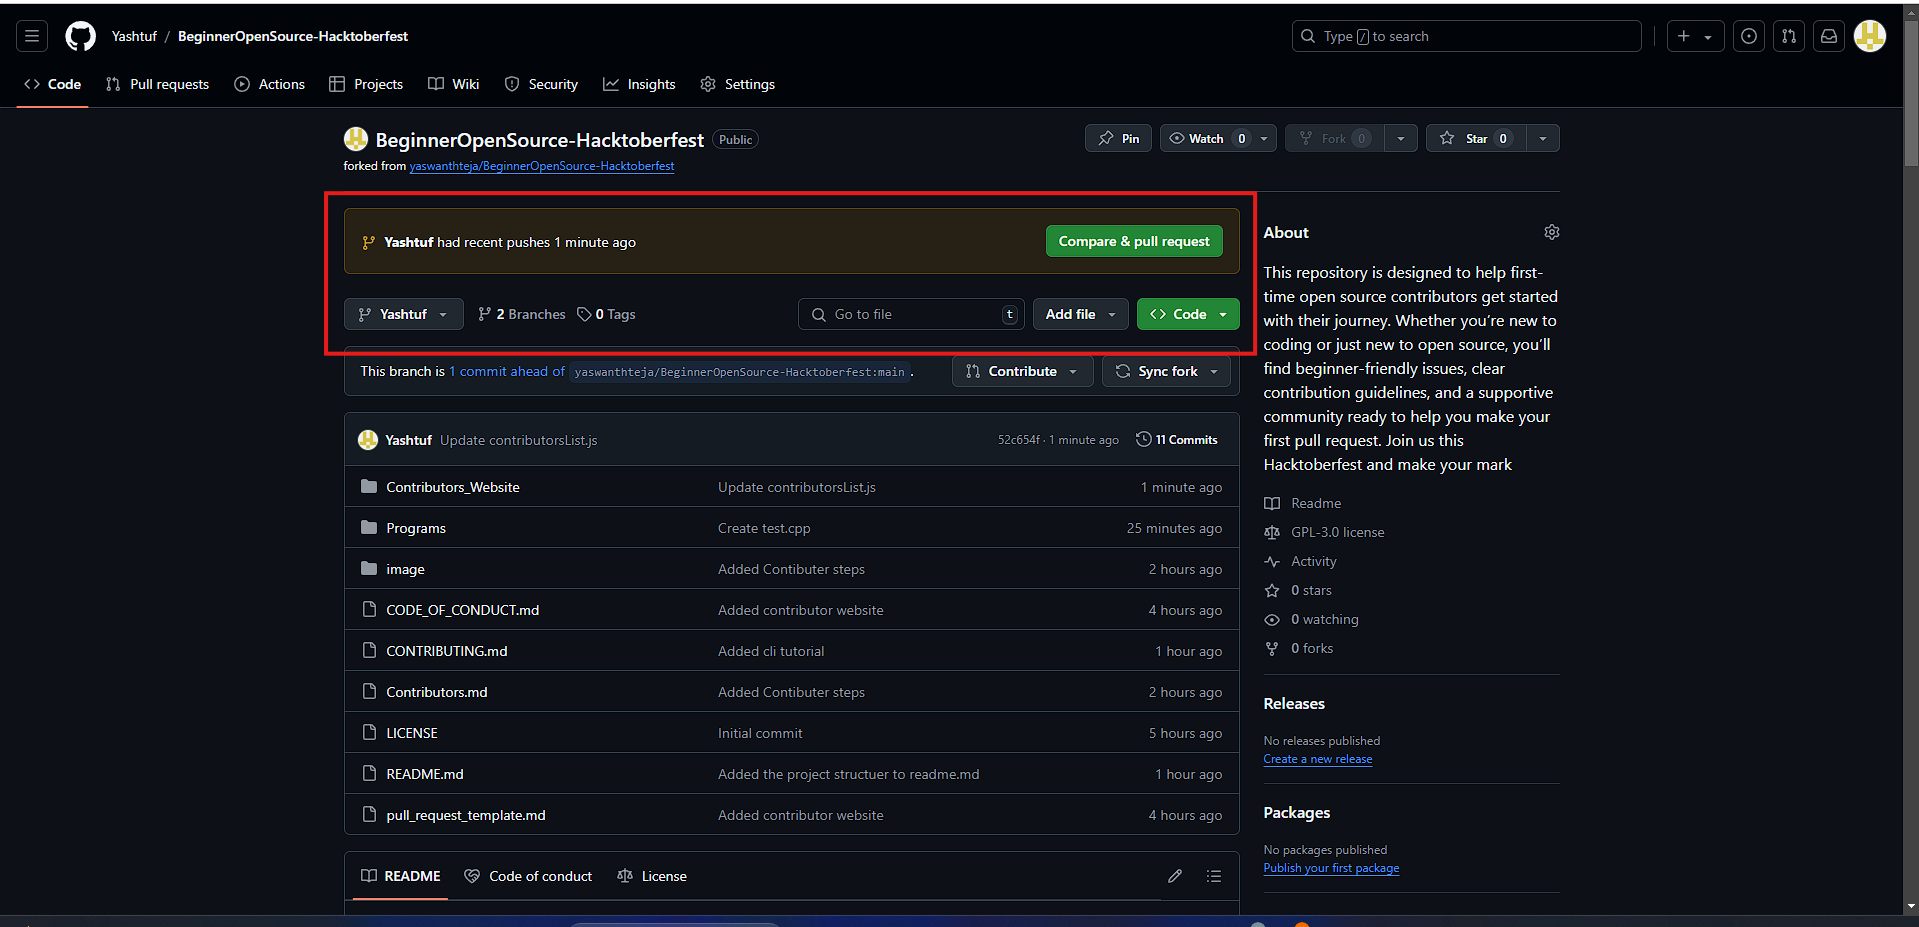 Yashtuf / BeginnerOpenSource-Hacktoberfest
Type / to search
Code Pull requests Actions Projects Wiki Security Insights Settings
BeginnerOpenSource-Hacktoberfest Public
Pin Watch 0 Fork 0 Star 0
forked from yaswanthteja/BeginnerOpenSource-Hacktoberfest
Yashtuf had recent pushes 1 minute ago
Compare & pull request
Yashtuf 2 Branches 0 Tags
Go to file t
Add file
Code
This branch is 1 commit ahead of yaswanthteja/BeginnerOpenSource-Hacktoberfest:main .
Contribute
Sync fork
Yashtuf Update contributorsList.js 52c654f · 1 minute ago 11 Commits
Contributors_Website Update contributorsList.js 1 minute ago
Programs Create test.cpp 25 minutes ago
image Added Contibuter steps 2 hours ago
CODE_OF_CONDUCT.md Added contributor website 4 hours ago
CONTRIBUTING.md Added cli tutorial 1 hour ago
Contributors.md Added Contibuter steps 2 hours ago
LICENSE Initial commit 5 hours ago
README.md Added the project structuer to readme.md 1 hour ago
pull_request_template.md Added contributor website 4 hours ago
README Code of conduct License
About
This repository is designed to help first-
time open source contributors get started
with their journey. Whether you’re new to
coding or just new to open source, you’ll
find beginner-friendly issues, clear
contribution guidelines, and a supportive
community ready to help you make your
first pull request. Join us this
Hacktoberfest and make your mark
Readme
GPL-3.0 license
Activity
0 stars
0 watching
0 forks
Releases
No releases published
Create a new release
Packages
No packages published
Publish your first package